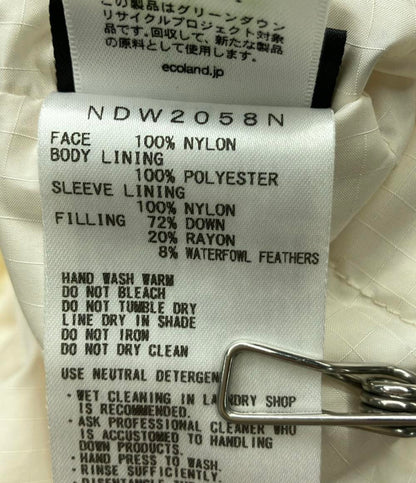 この製品はグリーンダウン
リサイクルプロジェクト対象
品です。回収して、新たな製品
の原料として使用します。
ecoland.jp
NDW2058N
FACE 100% NYLON
BODY LINING
100% POLYESTER
SLEEVE LINING
100% NYLON
FILLING 72% DOWN
20% RAYON
8% WATERFOWL FEATHERS
HAND WASH WARM
DO NOT BLEACH
DO NOT TUMBLE DRY
LINE DRY IN SHADE
DO NOT IRON
DO NOT DRY CLEAN
USE NEUTRAL DETERGEN
・WET CLEANING IN LAUNDRY SHOP
IS RECOMMENDED.
・ASK PROFESSIONAL CLEANER WHO
IS ACCUSTOMED TO HANDLING
DOWN PRODUCTS.
・HAND PRESS TO WASH.
・RINSE SUFFICIENTLY.